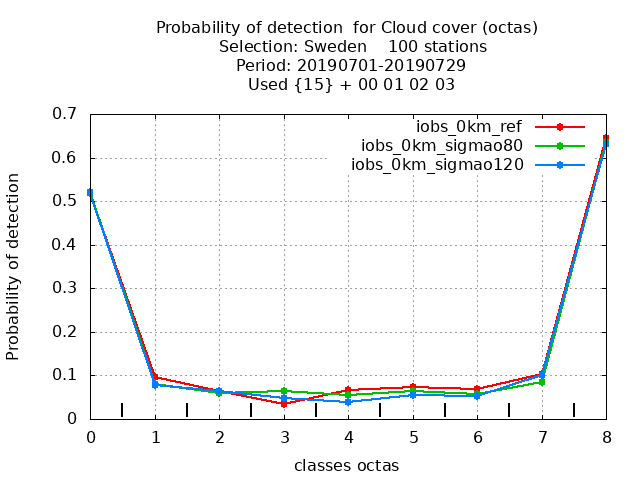 Probability of detection  for Cloud cover (octas)
Selection: Sweden    100 stations
Period: 20190701-20190729
Used {15} + 00 01 02 03
iobs_0km_ref
iobs_0km_sigmao80
iobs_0km_sigmao120
Probability of detection
0.7
0.6
0.5
0.4
0.3
0.2
0.1
0
0 1 2 3 4 5 6 7 8
classes octas